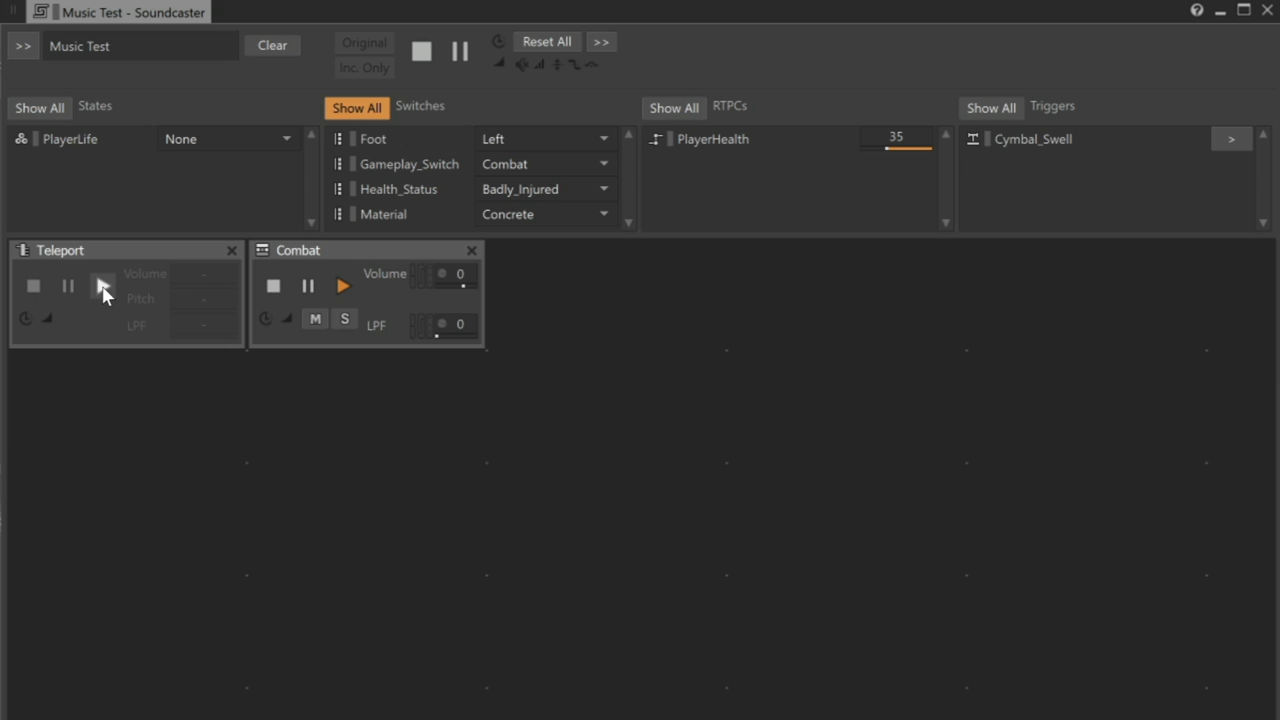 Music Test - Soundcaster
>> Music Test Clear Original Reset All >>
Inc. Only
Show All States Show All Switches Show All RTPCs Show All Triggers
PlayerLife None Foot Left PlayerHealth 35 Cymbal_Swell >
Gameplay_Switch Combat
Health_Status Badly_Injured
Material Concrete
Teleport Combat
Volume - Volume 0
Pitch -
LPF - M S LPF 0